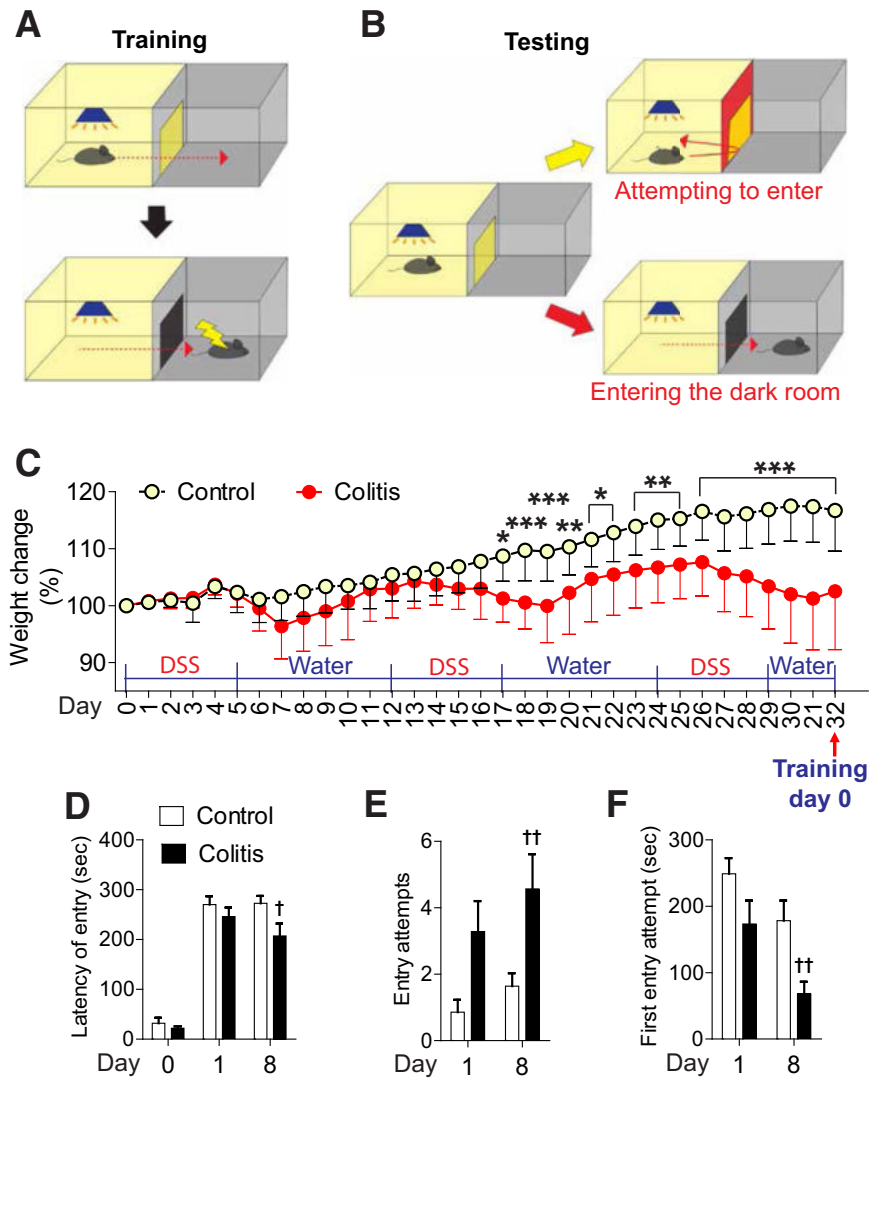 A
Training
B
Testing
Attempting to enter
Entering the dark room
C
Control
Colitis
***
*
**
***
***
**
*
Weight change
(%)
120
110
100
90
DSS
Water
DSS
Water
DSS
Water
Day
0 1 2 3 4 5 6 7 8 9 10 11 12 13 14 15 16 17 18 19 20 21 22 23 24 25 26 27 28 29 30 21 32
Training
day 0
D
Control
Colitis
Latency of entry (sec)
400
300
200
100
0
†
Day 0 1 8
E
Entry attempts
6
4
2
0
††
Day 1 8
F
First entry attempt (sec)
300
200
100
0
††
Day 1 8